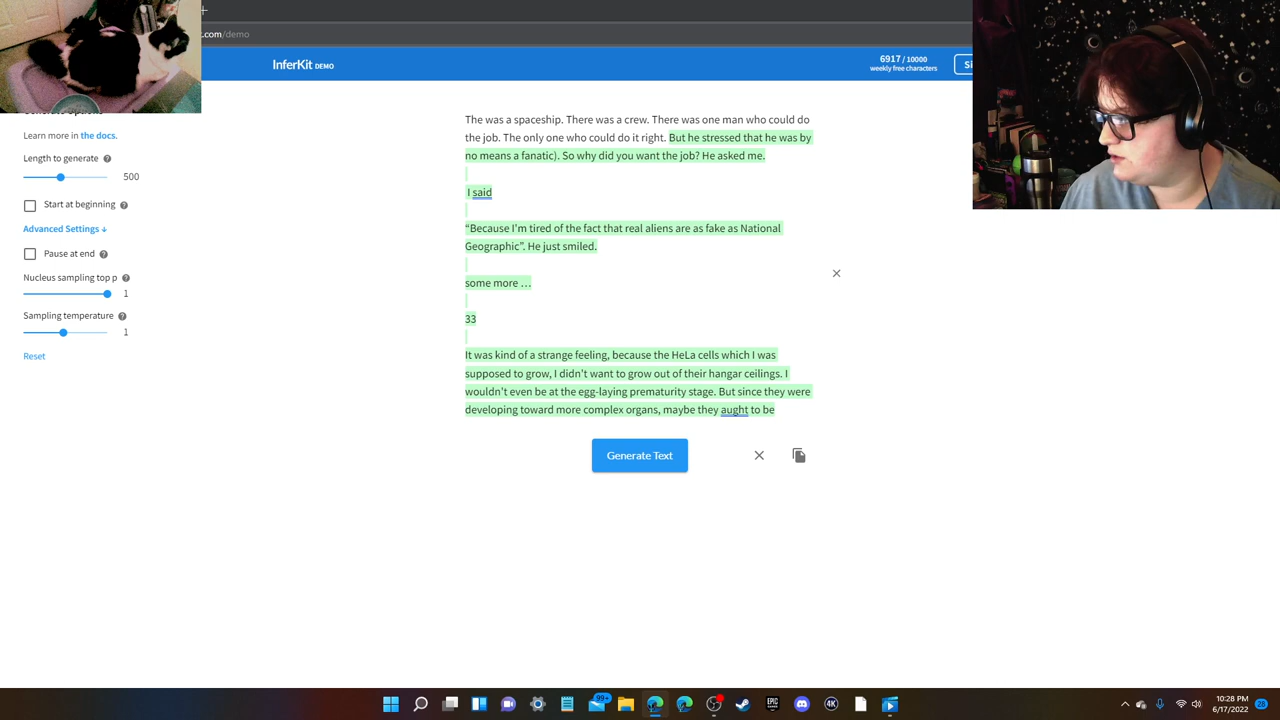 .com/demo
InferKit DEMO
6917 / 10000
weekly free characters
Learn more in the docs.
Length to generate
500
Start at beginning
Advanced Settings ↓
Pause at end
Nucleus sampling top p
1
Sampling temperature
1
Reset
The was a spaceship. There was a crew. There was one man who could do
the job. The only one who could do it right. But he stressed that he was by
no means a fanatic). So why did you want the job? He asked me.
I said
“Because I'm tired of the fact that real aliens are as fake as National
Geographic”. He just smiled.
some more …
33
It was kind of a strange feeling, because the HeLa cells which I was
supposed to grow, I didn't want to grow out of their hangar ceilings. I
wouldn't even be at the egg-laying prematurity stage. But since they were
developing toward more complex organs, maybe they aught to be
Generate Text
99+
EPIC
GAMES
4K
10:28 PM
6/17/2022
28